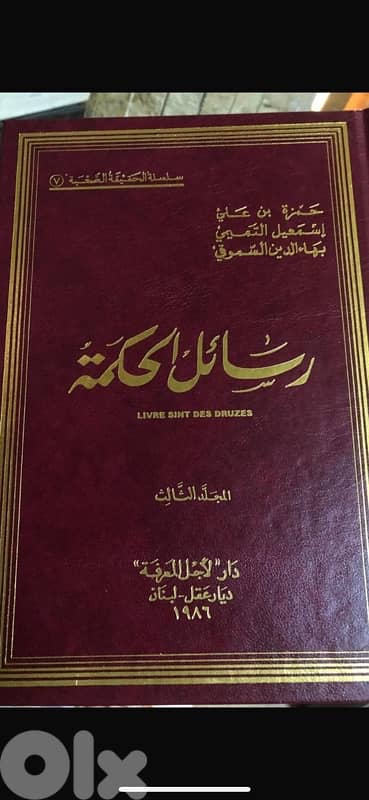 سلسلة الحقيقة الصعبة ٧
حمزة بن علي
إسمعيل التميمي
بهاء الدين السموقي
رسائل الحكمة
LIVRE SINT DES DRUZES
المجلد الثالث
دار "لأجل المعرفة"
ديار عقل - لبنان
١٩٨٦
OLX